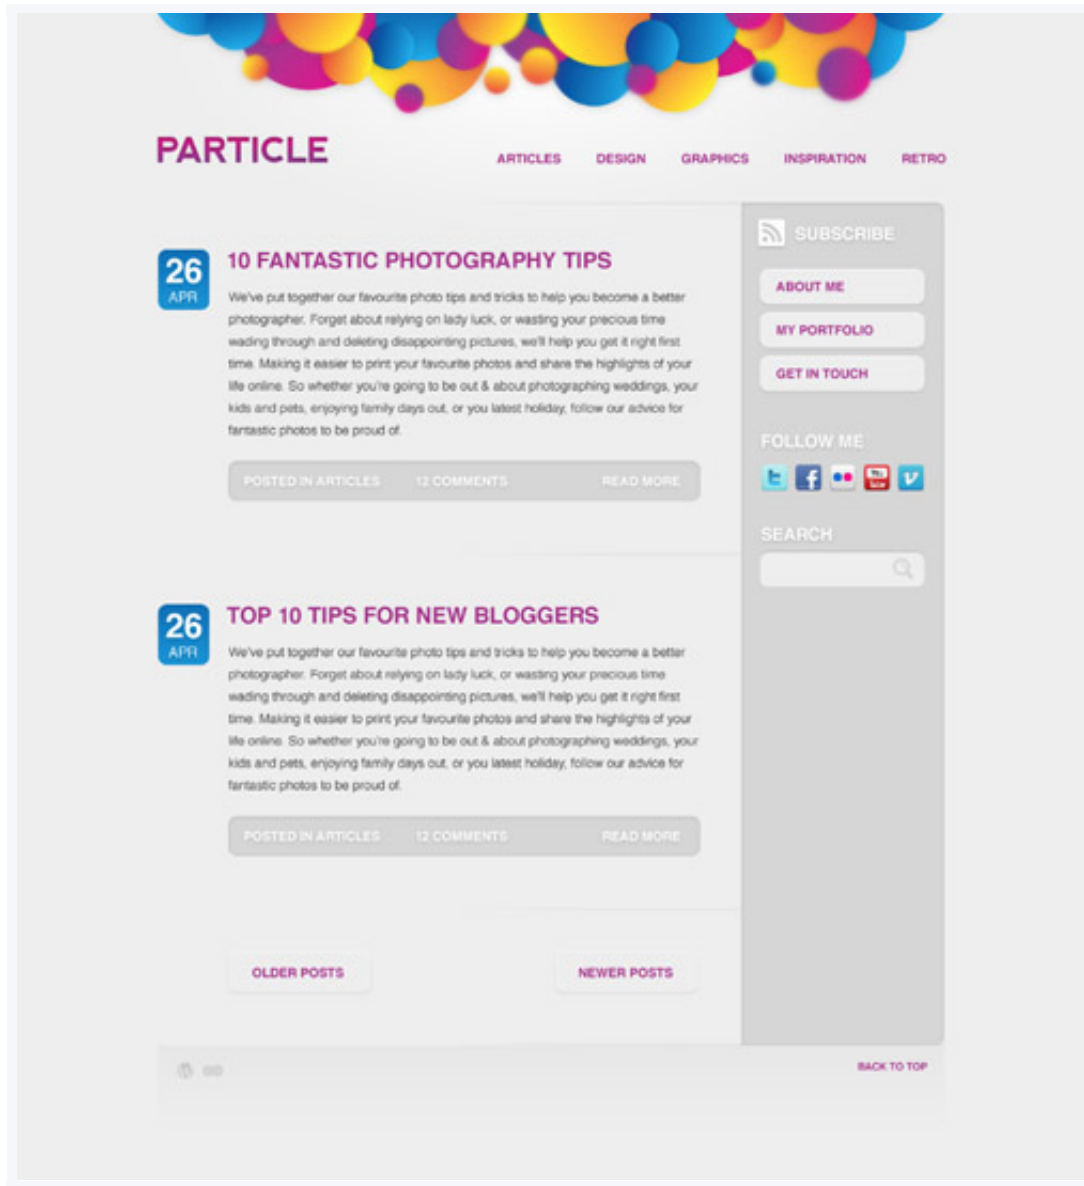 PARTICLE
ARTICLES DESIGN GRAPHICS INSPIRATION RETRO
26
APR
10 FANTASTIC PHOTOGRAPHY TIPS
We've put together our favourite photo tips and tricks to help you become a better
photographer. Forget about relying on lady luck, or wasting your precious time
wading through and deleting disappointing pictures, we'll help you get it right first
time. Making it easier to print your favourite photos and share the highlights of your
life online. So whether you're going to be out & about photographing weddings, your
kids and pets, enjoying family days out, or you latest holiday, follow our advice for
fantastic photos to be proud of.
POSTED IN ARTICLES 12 COMMENTS READ MORE
26
APR
TOP 10 TIPS FOR NEW BLOGGERS
We've put together our favourite photo tips and tricks to help you become a better
photographer. Forget about relying on lady luck, or wasting your precious time
wading through and deleting disappointing pictures, we'll help you get it right first
time. Making it easier to print your favourite photos and share the highlights of your
life online. So whether you're going to be out & about photographing weddings, your
kids and pets, enjoying family days out, or you latest holiday, follow our advice for
fantastic photos to be proud of.
POSTED IN ARTICLES 12 COMMENTS READ MORE
OLDER POSTS NEWER POSTS
SUBSCRIBE
ABOUT ME
MY PORTFOLIO
GET IN TOUCH
FOLLOW ME
You
Tube
SEARCH
BACK TO TOP